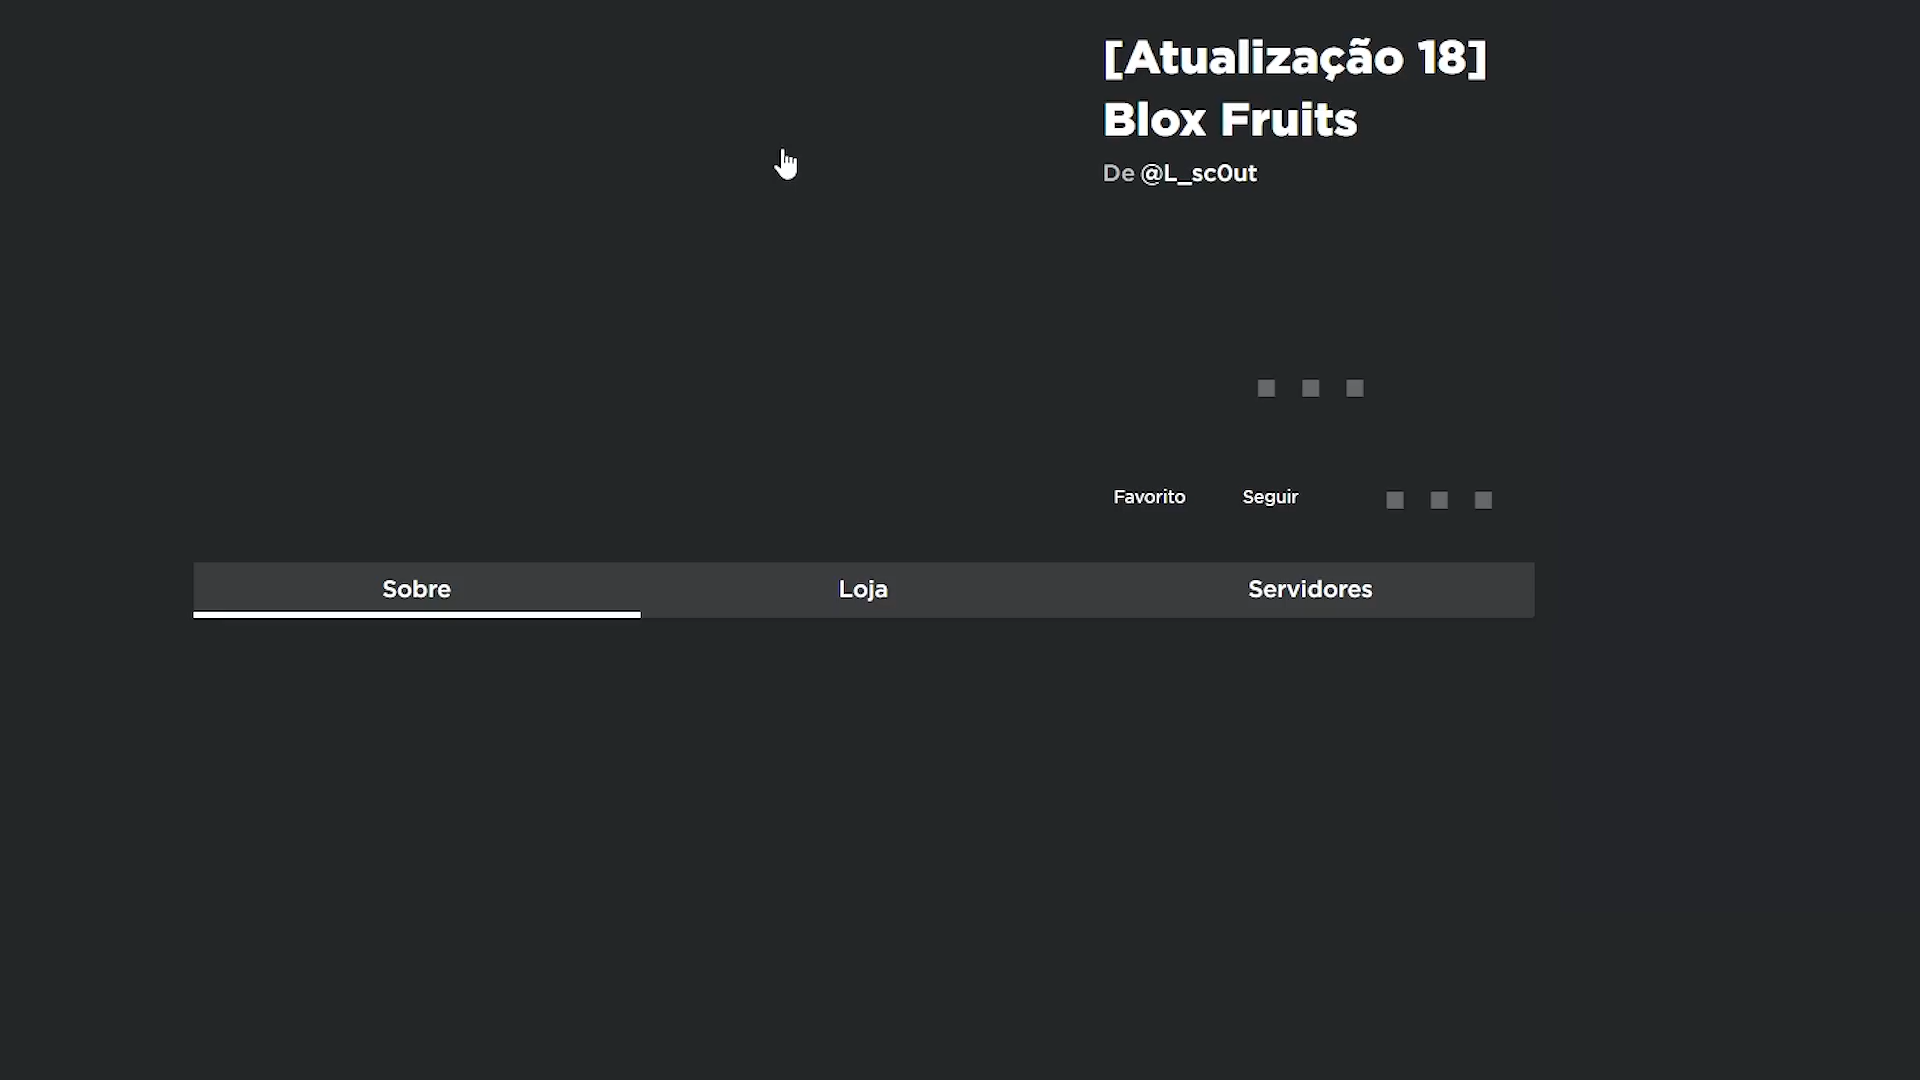 [Atualização 18]
Blox Fruits
De @L_sc0ut
Favorito Seguir
Sobre Loja Servidores